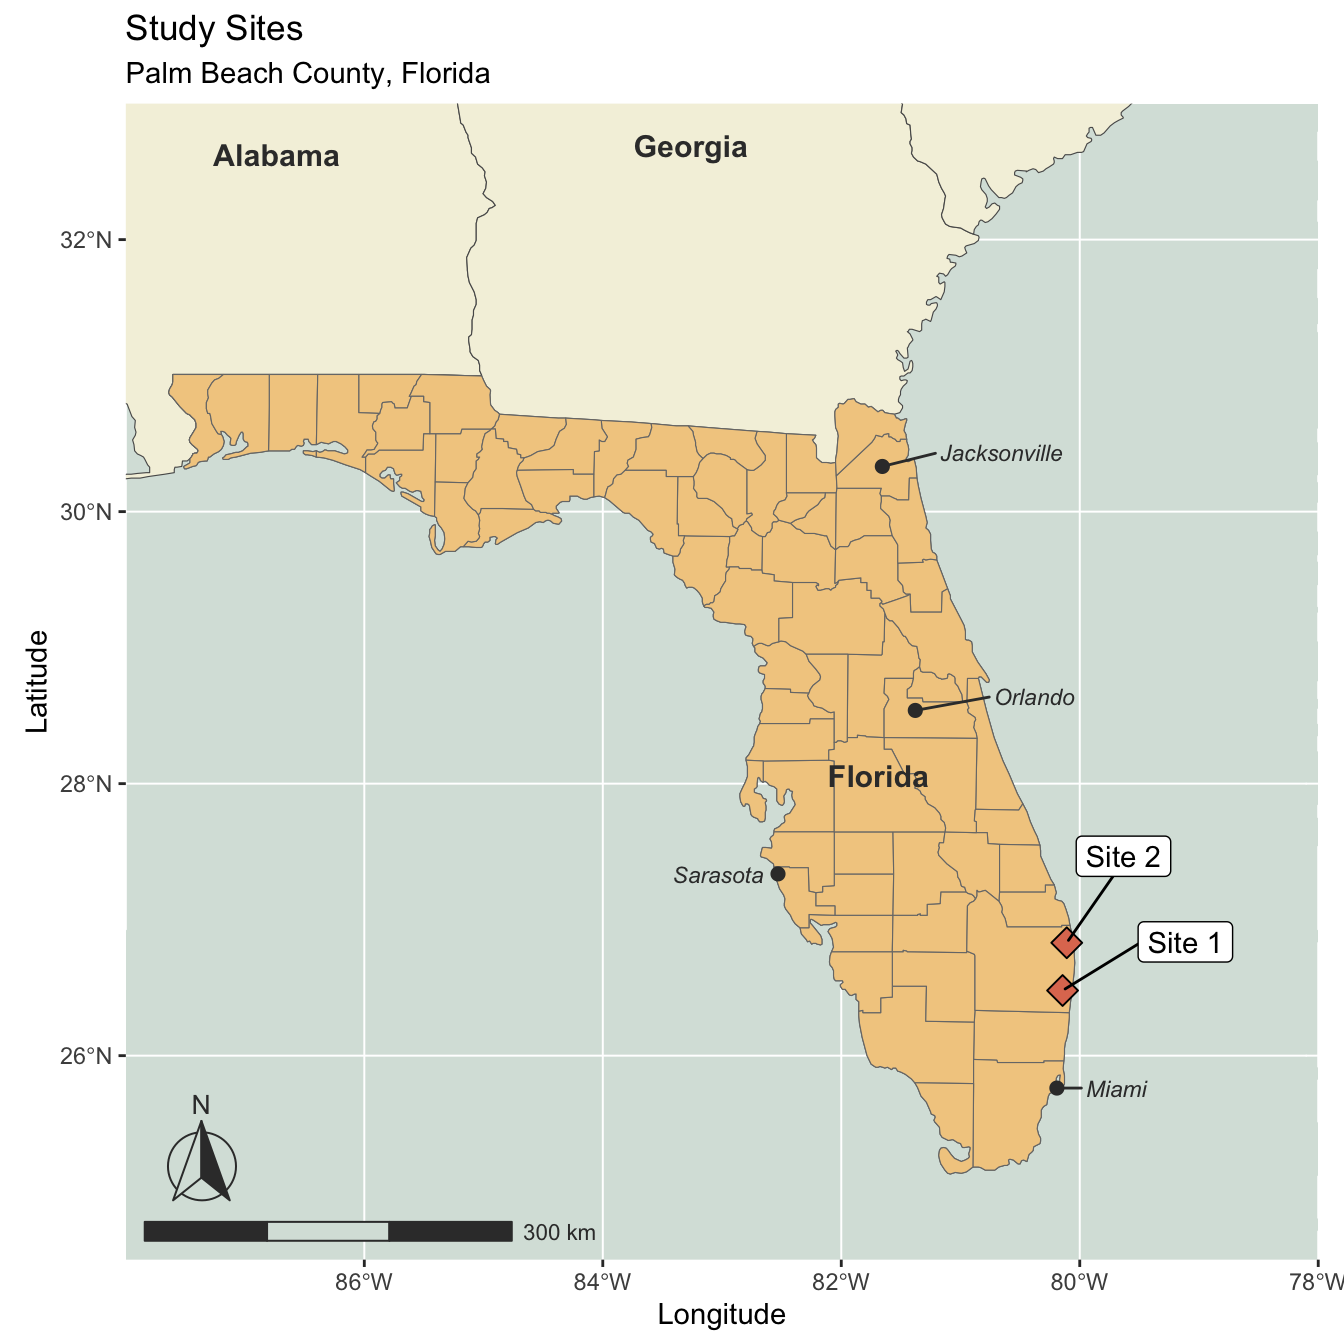 Study Sites
Palm Beach County, Florida
Alabama
Georgia
32°N
Jacksonville
30°N
Orlando
Latitude
28°N
Florida
Site 2
Sarasota
Site 1
26°N
Miami
N
300 km
86°W
84°W
82°W
80°W
78°W
Longitude